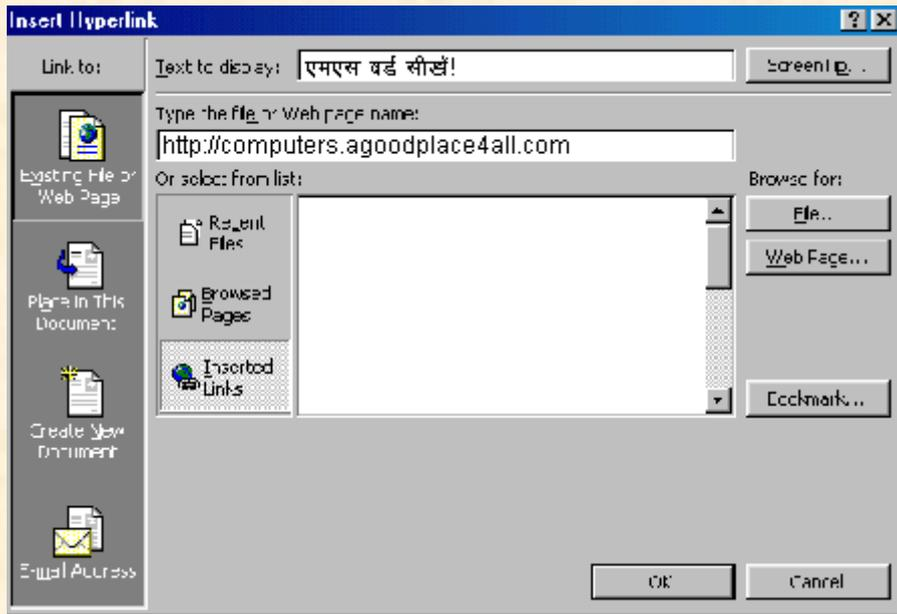 Insert Hyperlink
Link to:
Text to display: एमएस वर्ड सीखें!
ScreenTip...
Type the file or Web page name:
http://computers.agoodplace4all.com
Existing File or
Web Page
Or select from list:
Browse for:
Recent
Files
File...
Web Page...
Browsed
Pages
Place in This
Document
Inserted
Links
Bookmark...
Create New
Document
E-mail Address
OK
Cancel